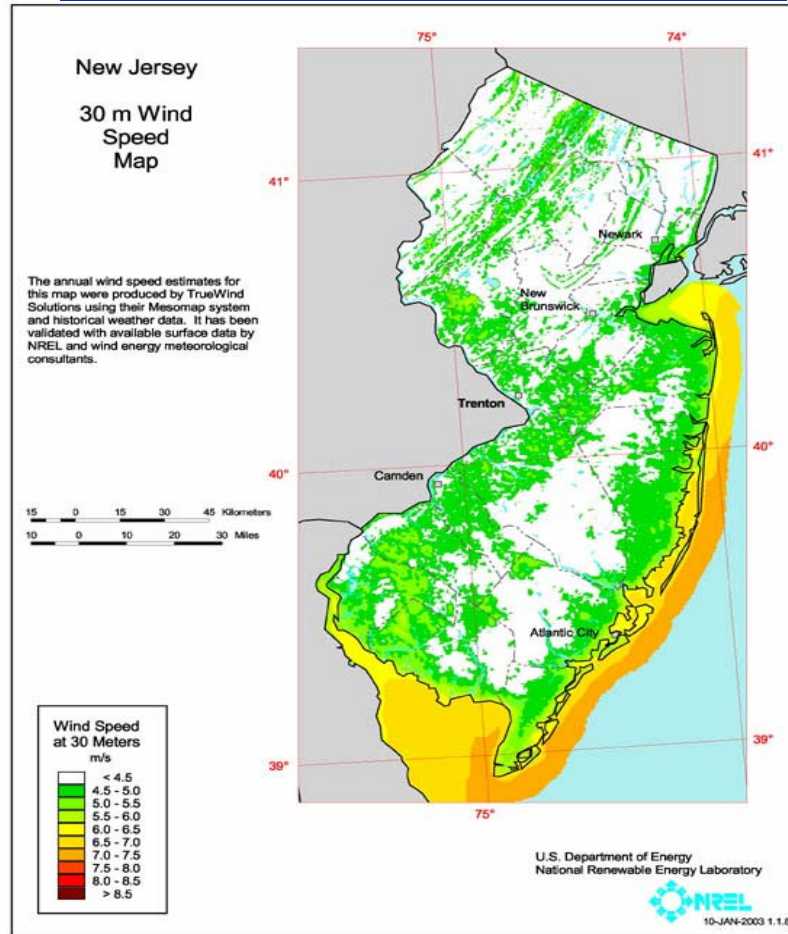 New Jersey
30 m Wind
Speed
Map
The annual wind speed estimates for
this map were produced by TrueWind
Solutions using their Mesomap system
and historical weather data. It has been
validated with available surface data by
NREL and wind energy meteorological
consultants.
75°
74°
41°
41°
Newark
New
Brunswick
Trenton
40°
40°
Camden
15 0 15 30 45 Kilometers
10 0 10 20 30 Miles
Atlantic City
39°
39°
75°
Wind Speed
at 30 Meters
m/s
< 4.5
4.5 - 5.0
5.0 - 5.5
5.5 - 6.0
6.0 - 6.5
6.5 - 7.0
7.0 - 7.5
7.5 - 8.0
8.0 - 8.5
> 8.5
U.S. Department of Energy
National Renewable Energy Laboratory
NREL
10-JAN-2003 1.1.8